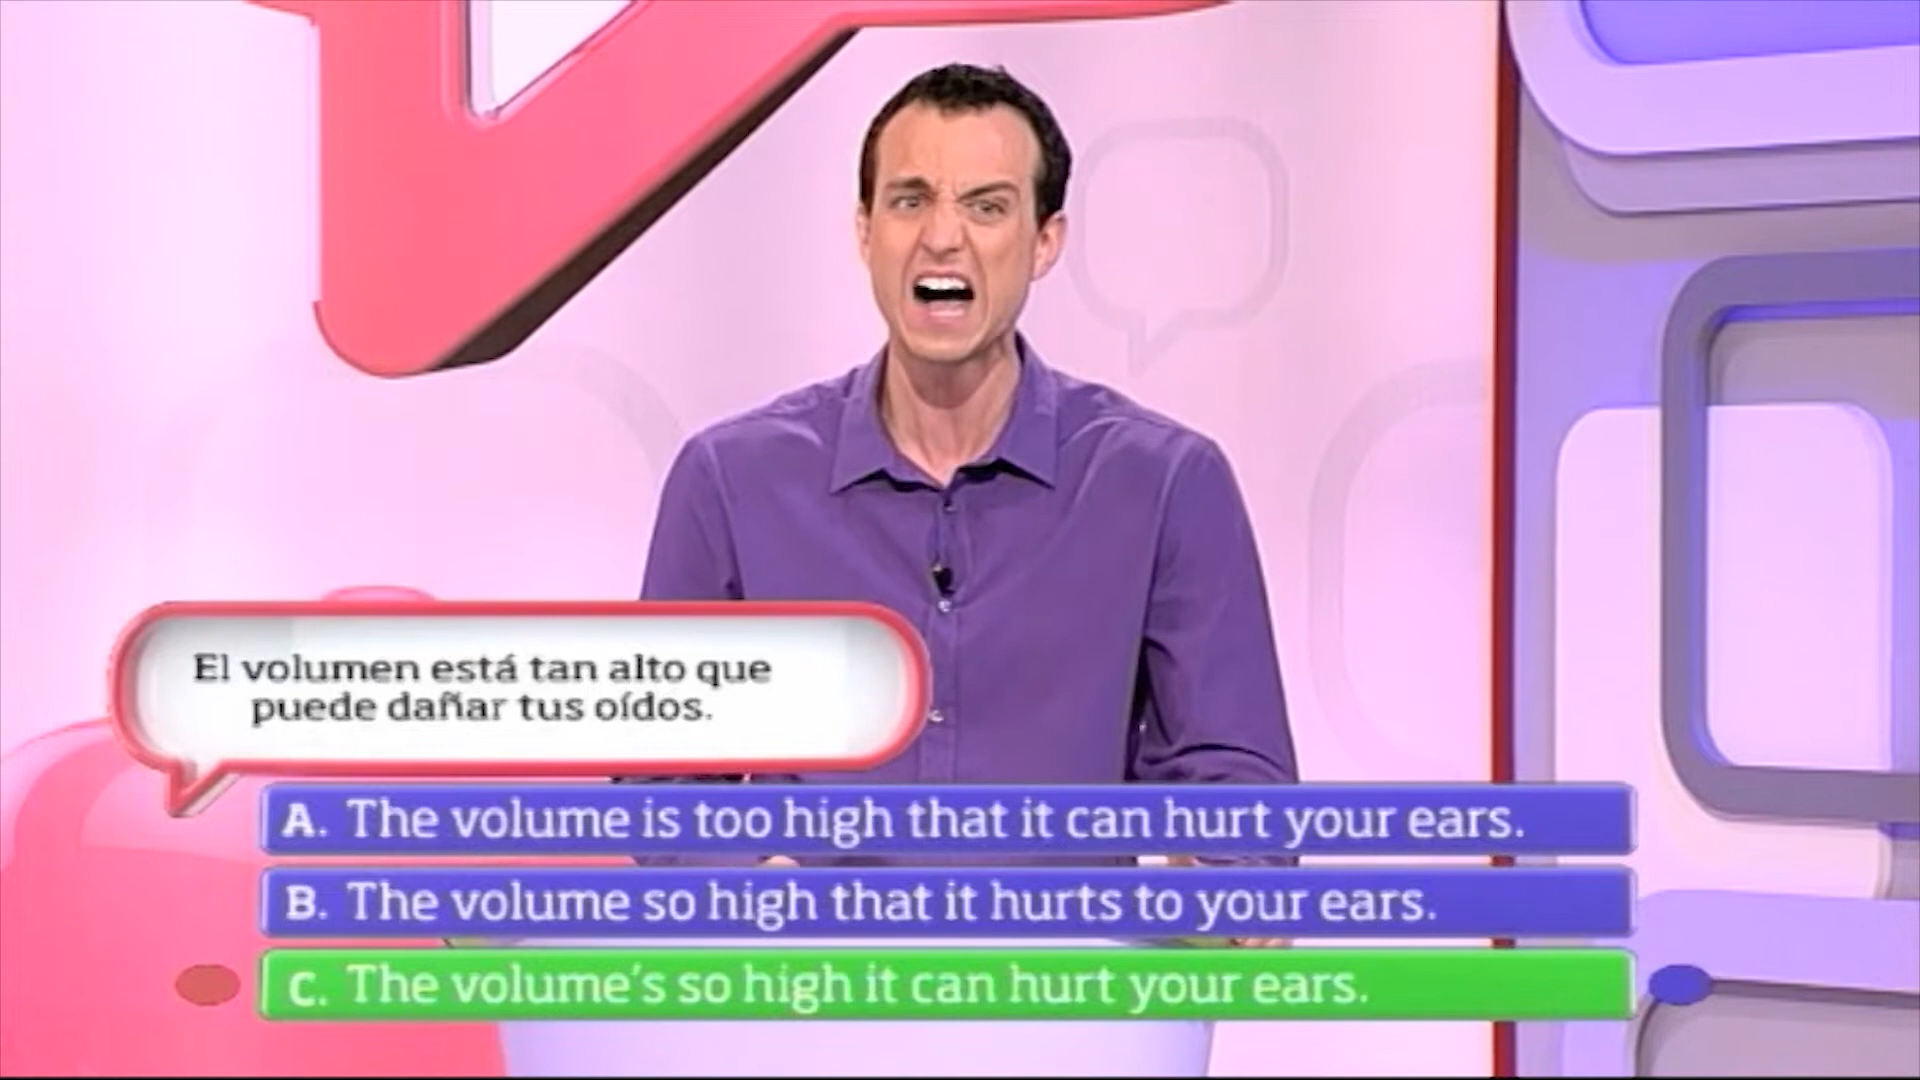 El volumen está tan alto que
puede dañar tus oídos.
A. The volume is too high that it can hurt your ears.
B. The volume so high that it hurts to your ears.
C. The volume's so high it can hurt your ears.